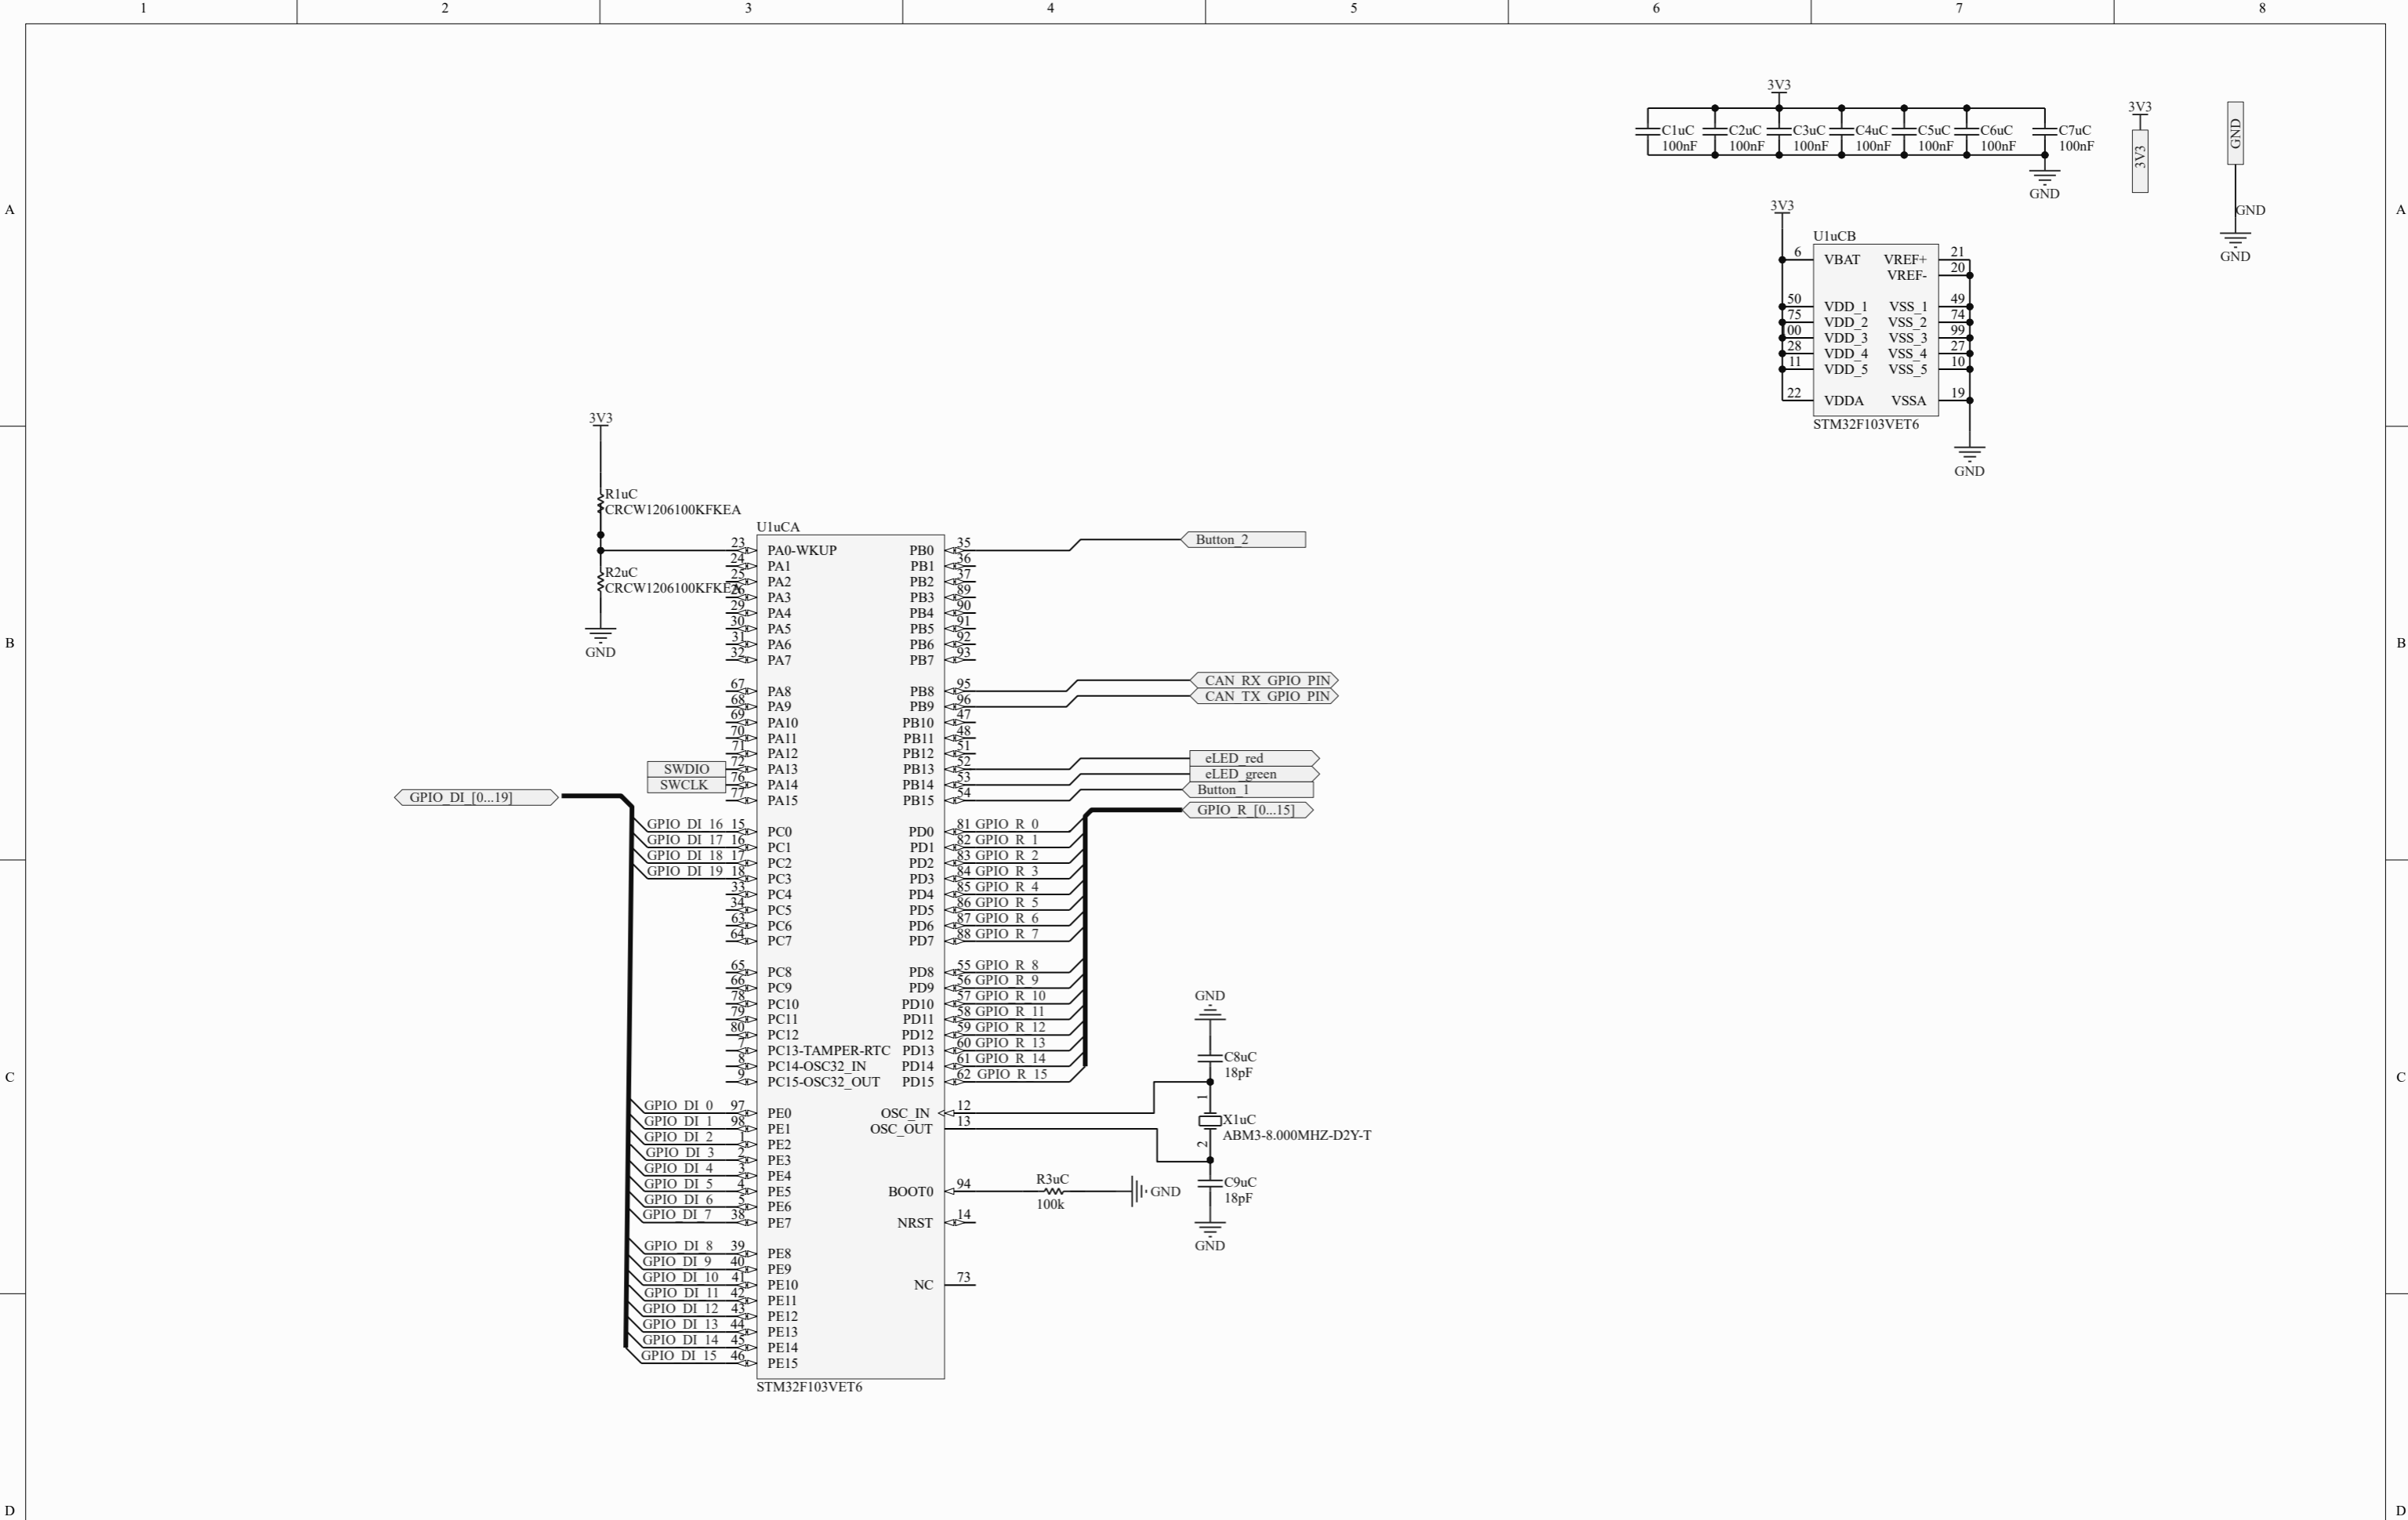 1 2 3 4 5 6 7 8
A A
B B
C C
D D
3V3
C1uC 100nF
C2uC 100nF
C3uC 100nF
C4uC 100nF
C5uC 100nF
C6uC 100nF
C7uC 100nF
GND
3V3
3V3
GND
GND
GND
3V3
U1uCB
6 VBAT VREF+ 21
VREF- 20
50 VDD_1 VSS_1 49
75 VDD_2 VSS_2 74
00 VDD_3 VSS_3 99
28 VDD_4 VSS_4 27
11 VDD_5 VSS_5 10
22 VDDA VSSA 19
STM32F103VET6
GND
3V3
R1uC
CRCW1206100KFKEA
R2uC
CRCW1206100KFKEA
GND
U1uCA
23 PA0-WKUP PB0 35 Button_2
24 PA1 PB1 36
25 PA2 PB2 37
26 PA3 PB3 89
29 PA4 PB4 90
30 PA5 PB5 91
31 PA6 PB6 92
32 PA7 PB7 93
67 PA8 PB8 95 CAN_RX_GPIO_PIN
68 PA9 PB9 96 CAN_TX_GPIO_PIN
69 PA10 PB10 47
70 PA11 PB11 48
71 PA12 PB12 51
SWDIO 72 PA13 PB13 52 eLED_red
SWCLK 76 PA14 PB14 53 eLED_green
77 PA15 PB15 54 Button_1
GPIO_DI_[0...19]
GPIO_R_[0...15]
GPIO_DI_16 15 PC0 PD0 81 GPIO_R_0
GPIO_DI_17 16 PC1 PD1 82 GPIO_R_1
GPIO_DI_18 17 PC2 PD2 83 GPIO_R_2
GPIO_DI_19 18 PC3 PD3 84 GPIO_R_3
33 PC4 PD4 85 GPIO_R_4
34 PC5 PD5 86 GPIO_R_5
63 PC6 PD6 87 GPIO_R_6
64 PC7 PD7 88 GPIO_R_7
65 PC8 PD8 55 GPIO_R_8
66 PC9 PD9 56 GPIO_R_9
78 PC10 PD10 57 GPIO_R_10
79 PC11 PD11 58 GPIO_R_11
80 PC12 PD12 59 GPIO_R_12
7 PC13-TAMPER-RTC PD13 60 GPIO_R_13
8 PC14-OSC32_IN PD14 61 GPIO_R_14
9 PC15-OSC32_OUT PD15 62 GPIO_R_15
GPIO_DI_0 97 PE0 OSC_IN 12
GPIO_DI_1 98 PE1 OSC_OUT 13
GPIO_DI_2 1 PE2
GPIO_DI_3 2 PE3
GPIO_DI_4 3 PE4
GPIO_DI_5 4 PE5 BOOT0 94
GPIO_DI_6 5 PE6
GPIO_DI_7 38 PE7 NRST 14
GPIO_DI_8 39 PE8
GPIO_DI_9 40 PE9
GPIO_DI_10 41 PE10 NC 73
GPIO_DI_11 42 PE11
GPIO_DI_12 43 PE12
GPIO_DI_13 44 PE13
GPIO_DI_14 45 PE14
GPIO_DI_15 46 PE15
STM32F103VET6
GND
C8uC
18pF
1
X1uC
ABM3-8.000MHZ-D2Y-T
2
C9uC
18pF
GND
R3uC
100k
GND